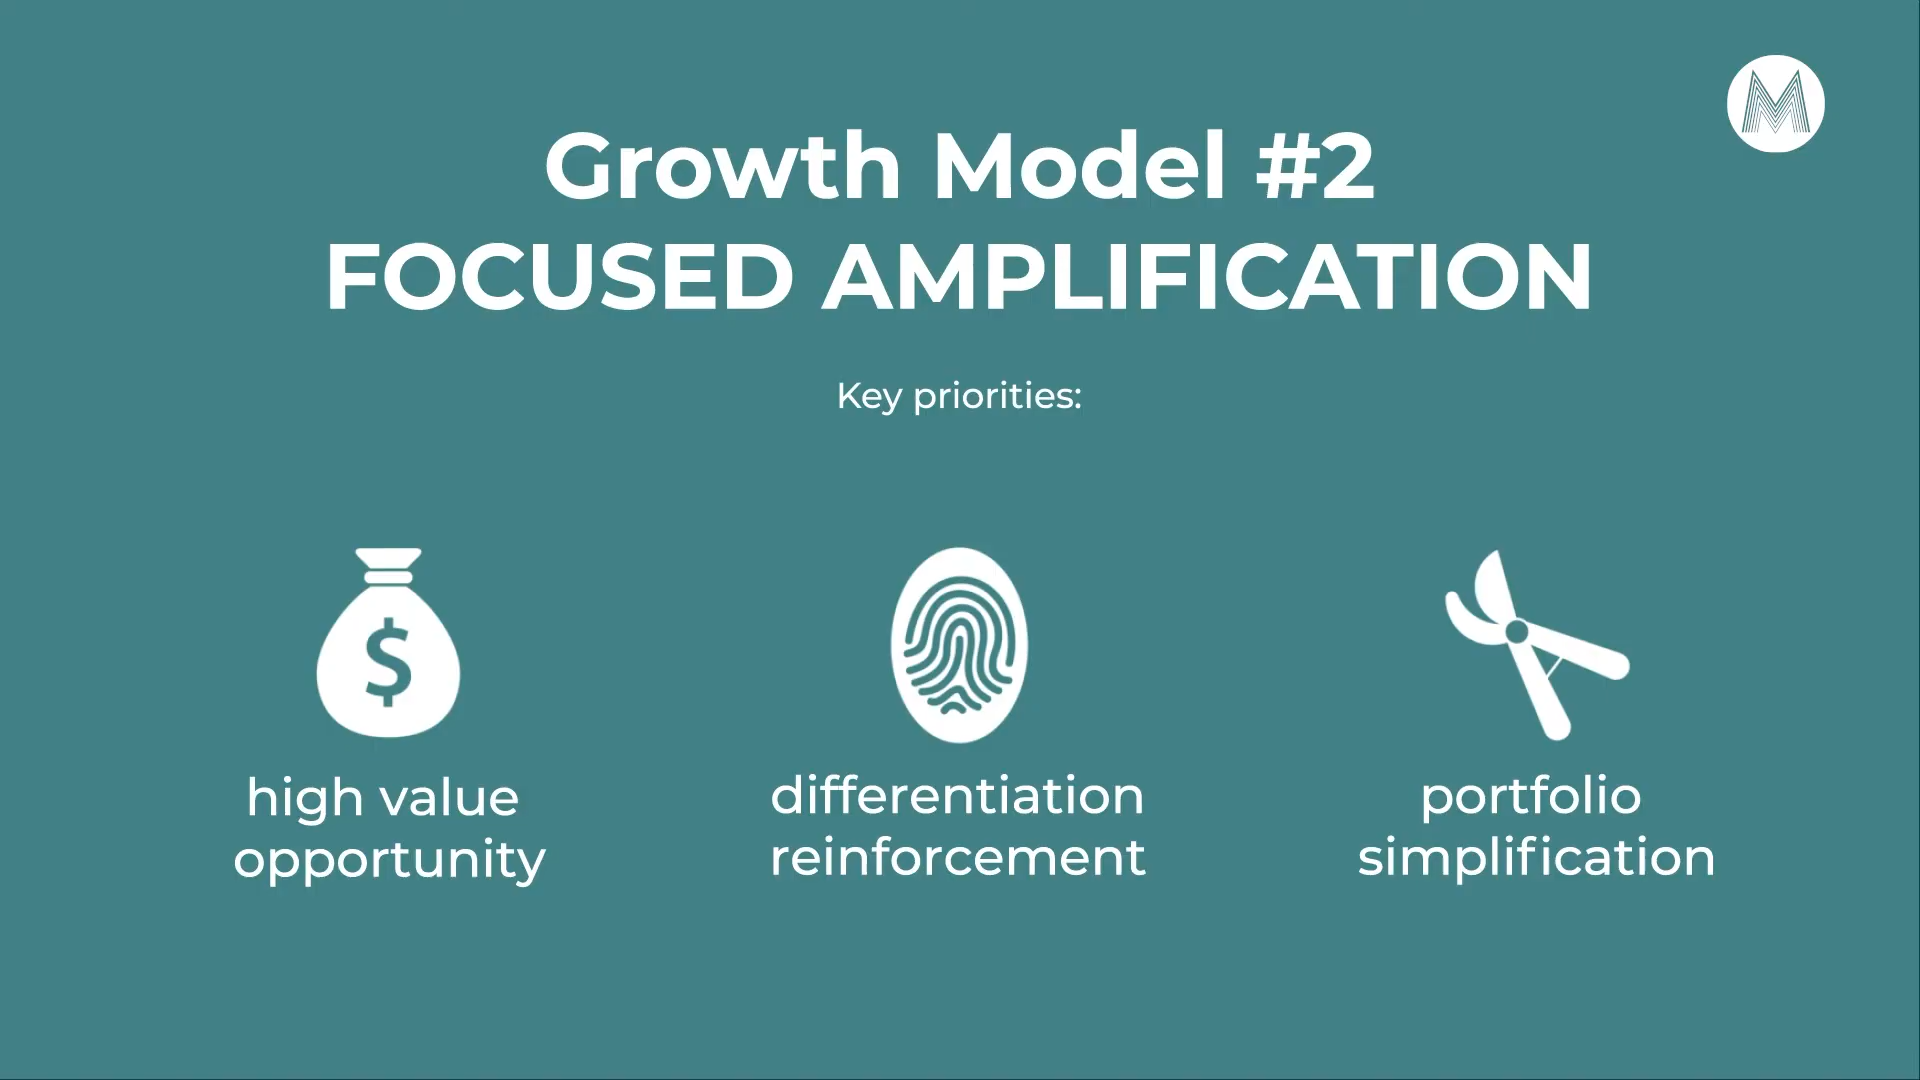 M
Growth Model #2
FOCUSED AMPLIFICATION
Key priorities:
$
high value
opportunity
differentiation
reinforcement
portfolio
simplification